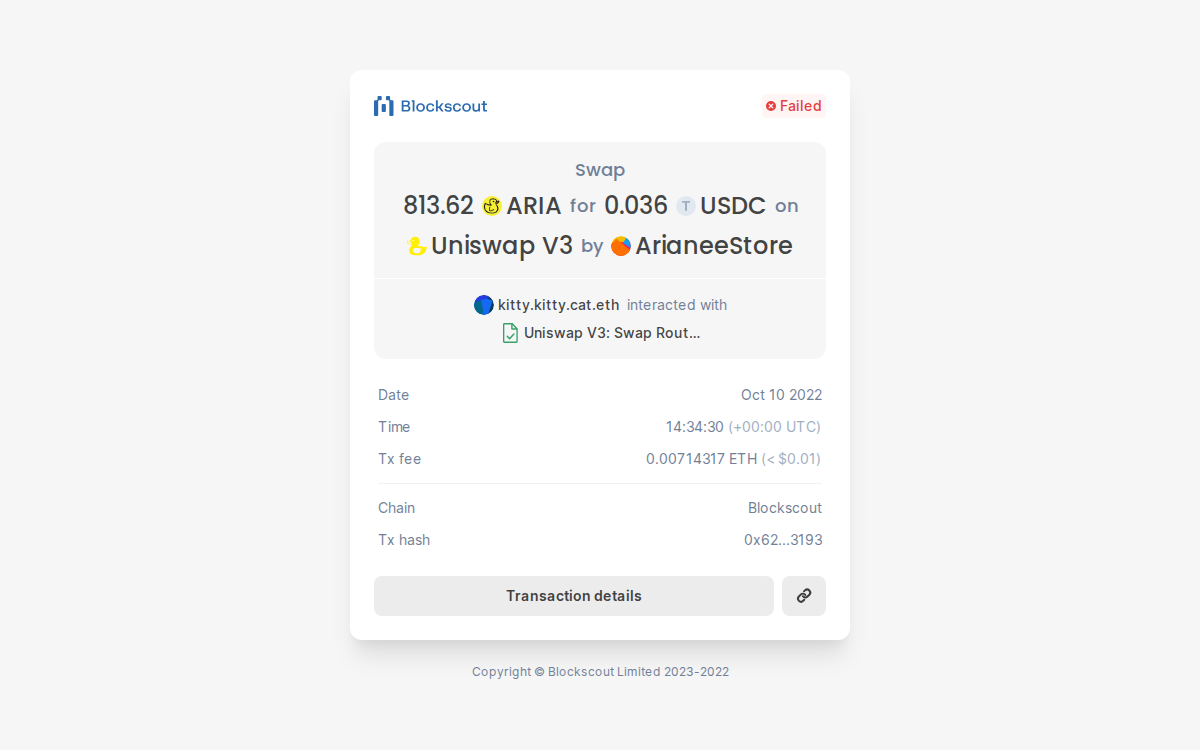 Blockscout
Failed
Swap
813.62 ARIA for 0.036 T USDC on
Uniswap V3 by ArianeeStore
kitty.kitty.cat.eth interacted with
Uniswap V3: Swap Rout...
Date Oct 10 2022
Time 14:34:30 (+00:00 UTC)
Tx fee 0.00714317 ETH (< $0.01)
Chain Blockscout
Tx hash 0x62...3193
Transaction details
Copyright © Blockscout Limited 2023-2022